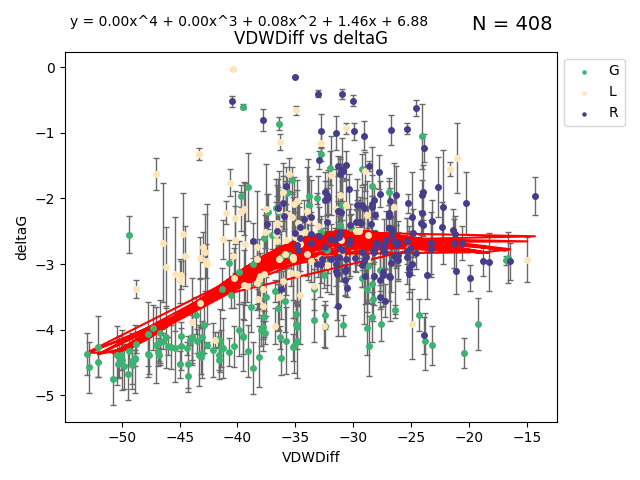 y = 0.00x^4 + 0.00x^3 + 0.08x^2 + 1.46x + 6.88
N = 408
VDWDiff vs deltaG
G
L
R
0
−1
−2
−3
−4
−5
deltaG
−50 −45 −40 −35 −30 −25 −20 −15
VDWDiff